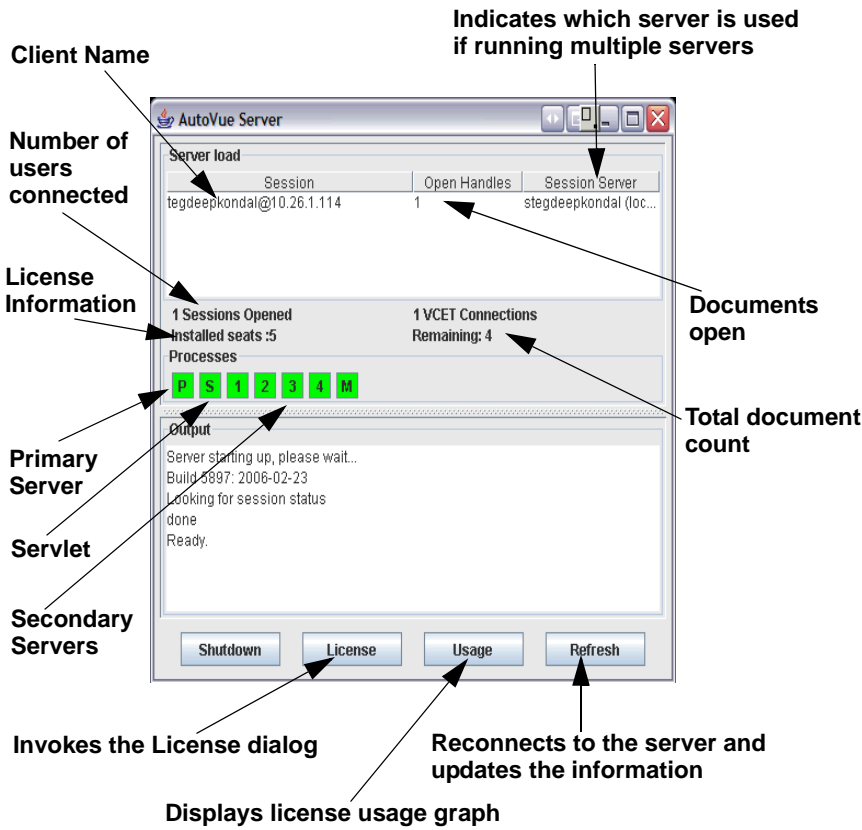 Indicates which server is used
if running multiple servers
Client Name
AutoVue Server
Number of
users
connected
Server load
Session
Open Handles
Session Server
tegdeepkondal@10.26.1.114
1
stegdeepkondal (loc...
License
Information
1 Sessions Opened
1 VCET Connections
Installed seats :5
Remaining: 4
Documents
open
Processes
P S 1 2 3 4 M
Total document
count
Output
Primary
Server
Server starting up, please wait...
Build 5897: 2006-02-23
Looking for session status
done
Ready.
Servlet
Secondary
Servers
Shutdown
License
Usage
Refresh
Invokes the License dialog
Reconnects to the server and
updates the information
Displays license usage graph